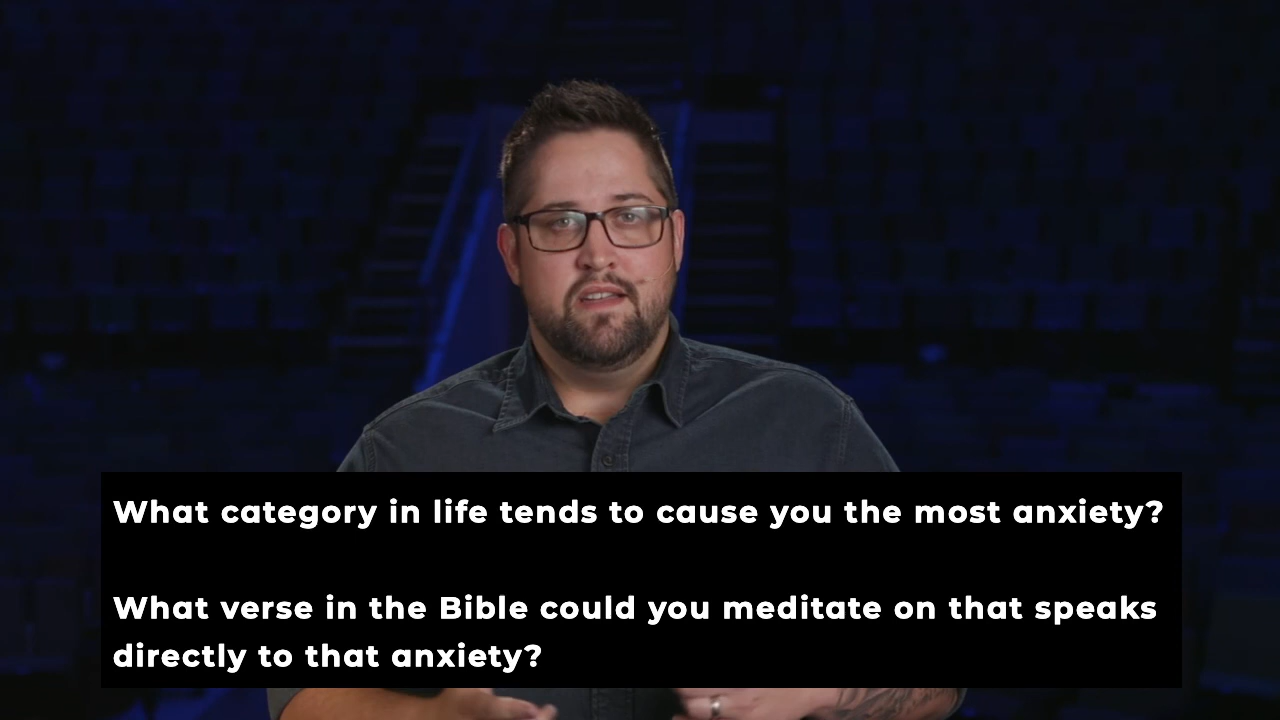 What category in life tends to cause you the most anxiety?
What verse in the Bible could you meditate on that speaks
directly to that anxiety?